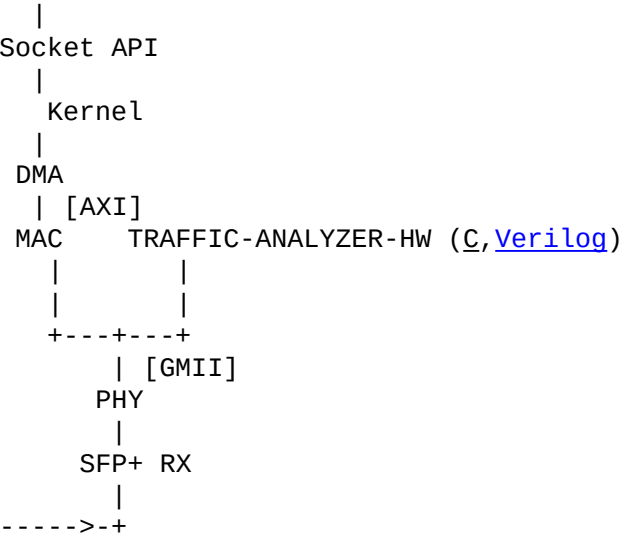 |
Socket API
|
Kernel
|
DMA
| [AXI]
MAC TRAFFIC-ANALYZER-HW (C,Verilog)
| |
| |
+---+---+
| [GMII]
PHY
|
SFP+ RX
|
----->-+